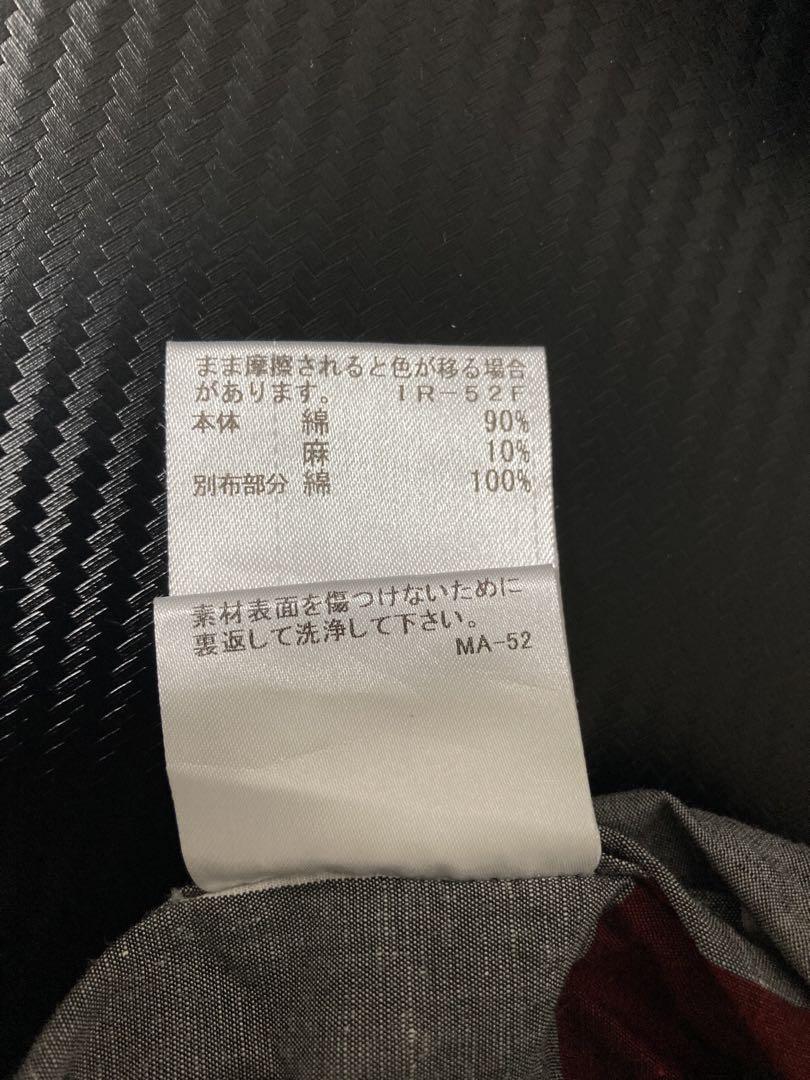 まま摩擦されると色が移る場合
があります。 IR-52F
本体 綿 90%
麻 10%
別布部分 綿 100%
素材表面を傷つけないために
裏返して洗浄して下さい。
MA-52